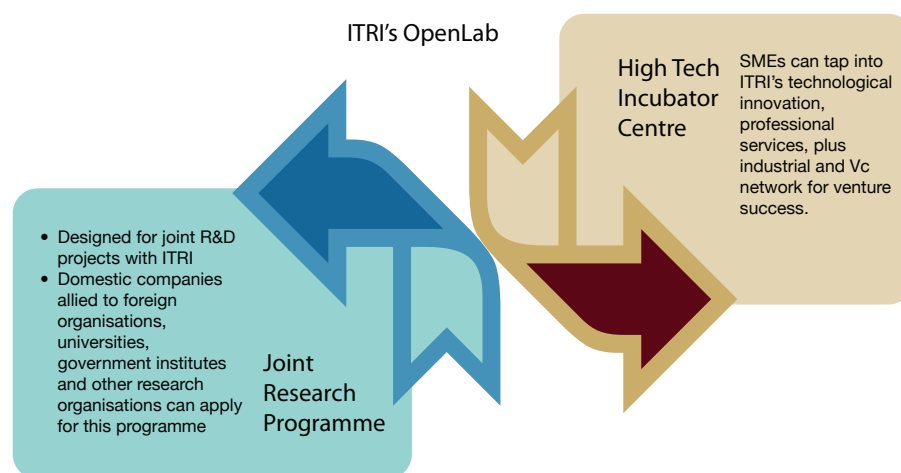 ITRI's OpenLab
High Tech
Incubator
Centre
SMEs can tap into
ITRI's technological
innovation,
professional
services, plus
industrial and Vc
network for venture
success.
• Designed for joint R&D
projects with ITRI
• Domestic companies
allied to foreign
organisations,
universities,
government institutes
and other research
organisations can apply
for this programme
Joint
Research
Programme